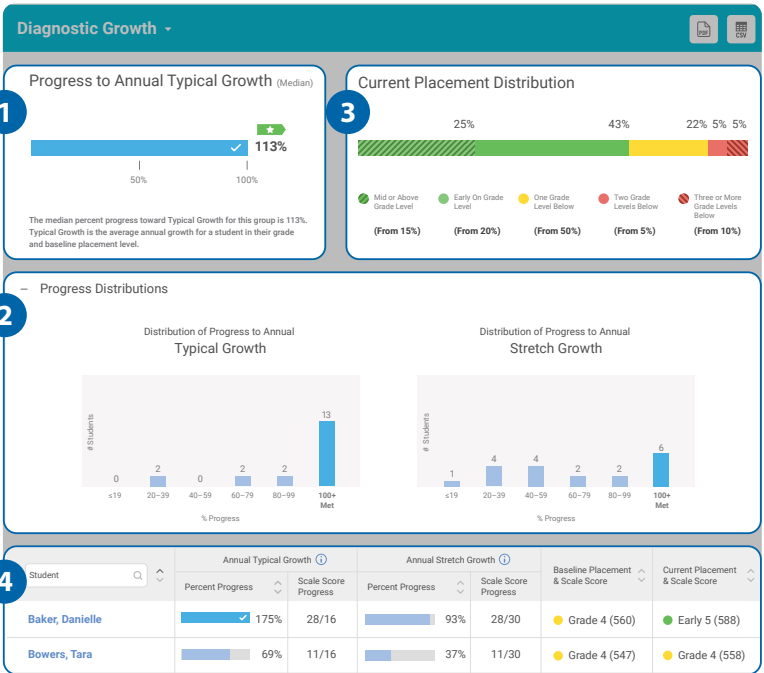 Diagnostic Growth
PDF
CSV
1
Progress to Annual Typical Growth (Median)
113%
50%
100%
The median percent progress toward Typical Growth for this group is 113%.
Typical Growth is the average annual growth for a student in their grade
and baseline placement level.
3
Current Placement Distribution
25% 43% 22% 5% 5%
Mid or Above
Grade Level
(From 15%)
Early On Grade
Level
(From 20%)
One Grade
Level Below
(From 50%)
Two Grade
Levels Below
(From 5%)
Three or More
Grade Levels
Below
(From 10%)
2
– Progress Distributions
Distribution of Progress to Annual
Typical Growth
# Students
0 2 0 2 2 13
≤19 20–39 40–59 60–79 80–99 100+
Met
% Progress
Distribution of Progress to Annual
Stretch Growth
# Students
1 4 4 2 2 6
≤19 20–39 40–59 60–79 80–99 100+
Met
% Progress
4
Student
Annual Typical Growth
Percent Progress
Scale Score
Progress
Annual Stretch Growth
Percent Progress
Scale Score
Progress
Baseline Placement
& Scale Score
Current Placement
& Scale Score
Baker, Danielle 175% 28/16 93% 28/30 Grade 4 (560) Early 5 (588)
Bowers, Tara 69% 11/16 37% 11/30 Grade 4 (547) Grade 4 (558)